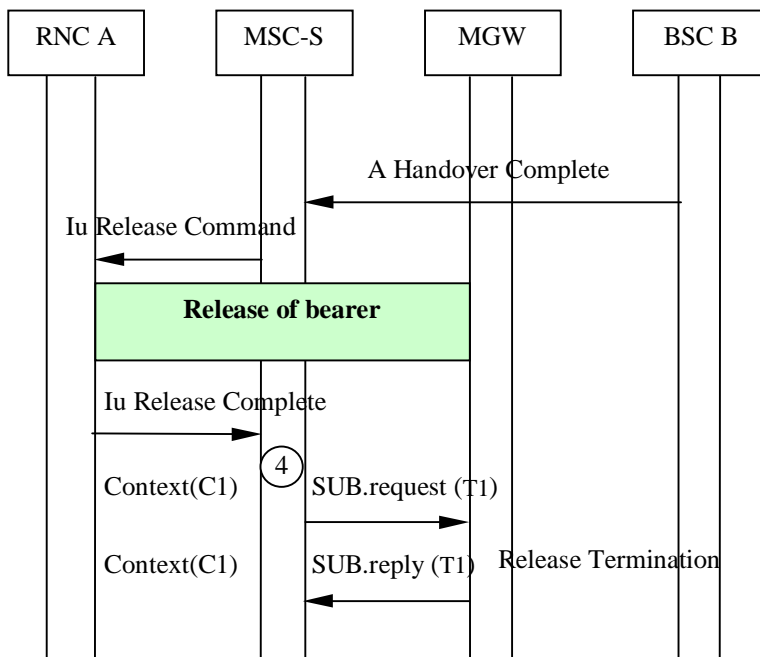 RNC A
MSC-S
MGW
BSC B
A Handover Complete
Iu Release Command
Release of bearer
Iu Release Complete
4
Context(C1)
SUB.request (T1)
Context(C1)
SUB.reply (T1)
Release Termination